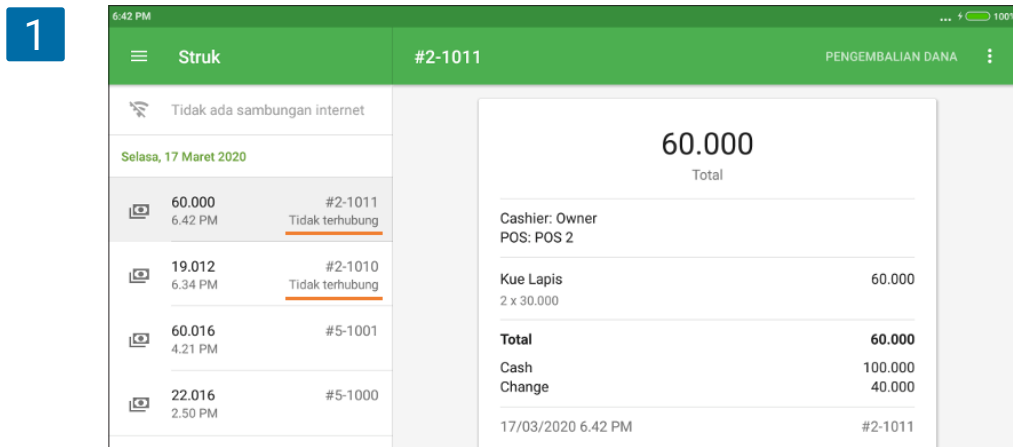 1
6:42 PM
... 100%
Struk
#2-1011
PENGEMBALIAN DANA
Tidak ada sambungan internet
Selasa, 17 Maret 2020
60.000 #2-1011
6.42 PM Tidak terhubung
19.012 #2-1010
6.34 PM Tidak terhubung
60.016 #5-1001
4.21 PM
22.016 #5-1000
2.50 PM
60.000
Total
Cashier: Owner
POS: POS 2
Kue Lapis 60.000
2 x 30.000
Total 60.000
Cash 100.000
Change 40.000
17/03/2020 6.42 PM #2-1011